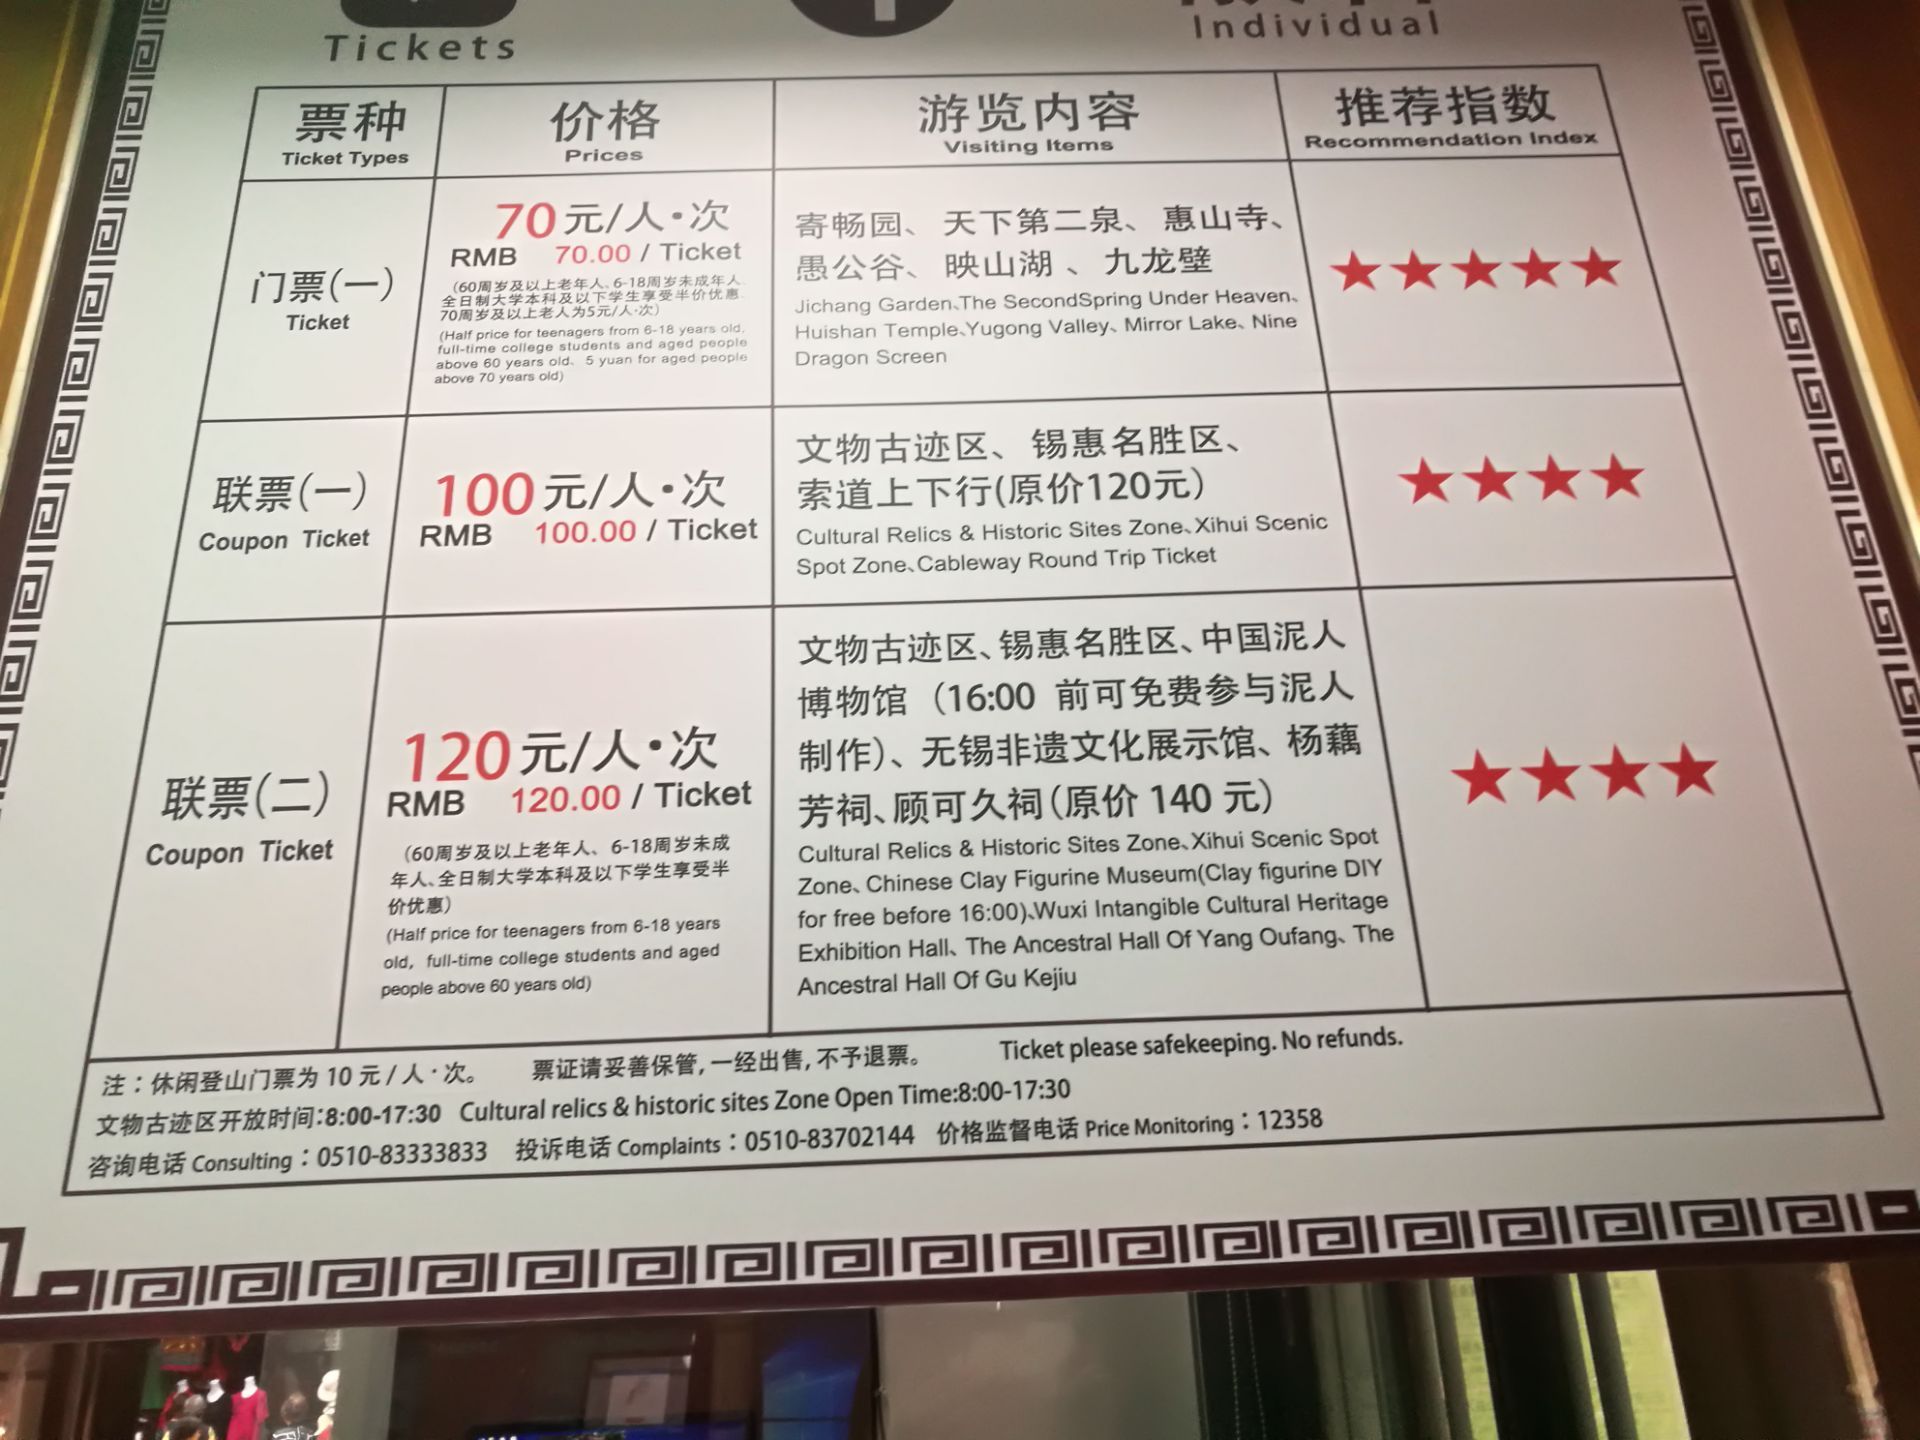 Tickets
Individual
票种
Ticket Types
价格
Prices
游览内容
Visiting Items
推荐指数
Recommendation Index
门票(一)
Ticket
70元/人·次
RMB 70.00 / Ticket
(60周岁及以上老年人、6-18周岁未成年人、
全日制大学本科及以下学生享受半价优惠,
70周岁及以上老人为5元/人·次)
(Half price for teenagers from 6-18 years old,
full-time college students and aged people
above 60 years old、 5 yuan for aged people
above 70 years old)
寄畅园、天下第二泉、惠山寺、
愚公谷、映山湖、九龙壁
Jichang Garden、The SecondSpring Under Heaven、
Huishan Temple、Yugong Valley、Mirror Lake、Nine
Dragon Screen
★★★★★
联票(一)
Coupon Ticket
100元/人·次
RMB 100.00 / Ticket
文物古迹区、锡惠名胜区、
索道上下行(原价120元)
Cultural Relics & Historic Sites Zone、Xihui Scenic
Spot Zone、Cableway Round Trip Ticket
★★★★
联票(二)
Coupon Ticket
120元/人·次
RMB 120.00 / Ticket
(60周岁及以上老年人、6-18周岁未成
年人、全日制大学本科及以下学生享受半
价优惠)
(Half price for teenagers from 6-18 years
old, full-time college students and aged
people above 60 years old)
文物古迹区、锡惠名胜区、中国泥人
博物馆(16:00 前可免费参与泥人
制作)、无锡非遗文化展示馆、杨藕
芳祠、顾可久祠(原价 140 元)
Cultural Relics & Historic Sites Zone、Xihui Scenic Spot
Zone、Chinese Clay Figurine Museum(Clay figurine DIY
for free before 16:00)、Wuxi Intangible Cultural Heritage
Exhibition Hall、The Ancestral Hall Of Yang Oufang、The
Ancestral Hall Of Gu Kejiu
★★★★
注：休闲登山门票为 10 元 / 人 · 次。 票证请妥善保管,一经出售,不予退票。 Ticket please safekeeping. No refunds.
文物古迹区开放时间:8:00-17:30 Cultural relics & historic sites Zone Open Time:8:00-17:30
咨询电话 Consulting：0510-83333833 投诉电话 Complaints：0510-83702144 价格监督电话 Price Monitoring：12358